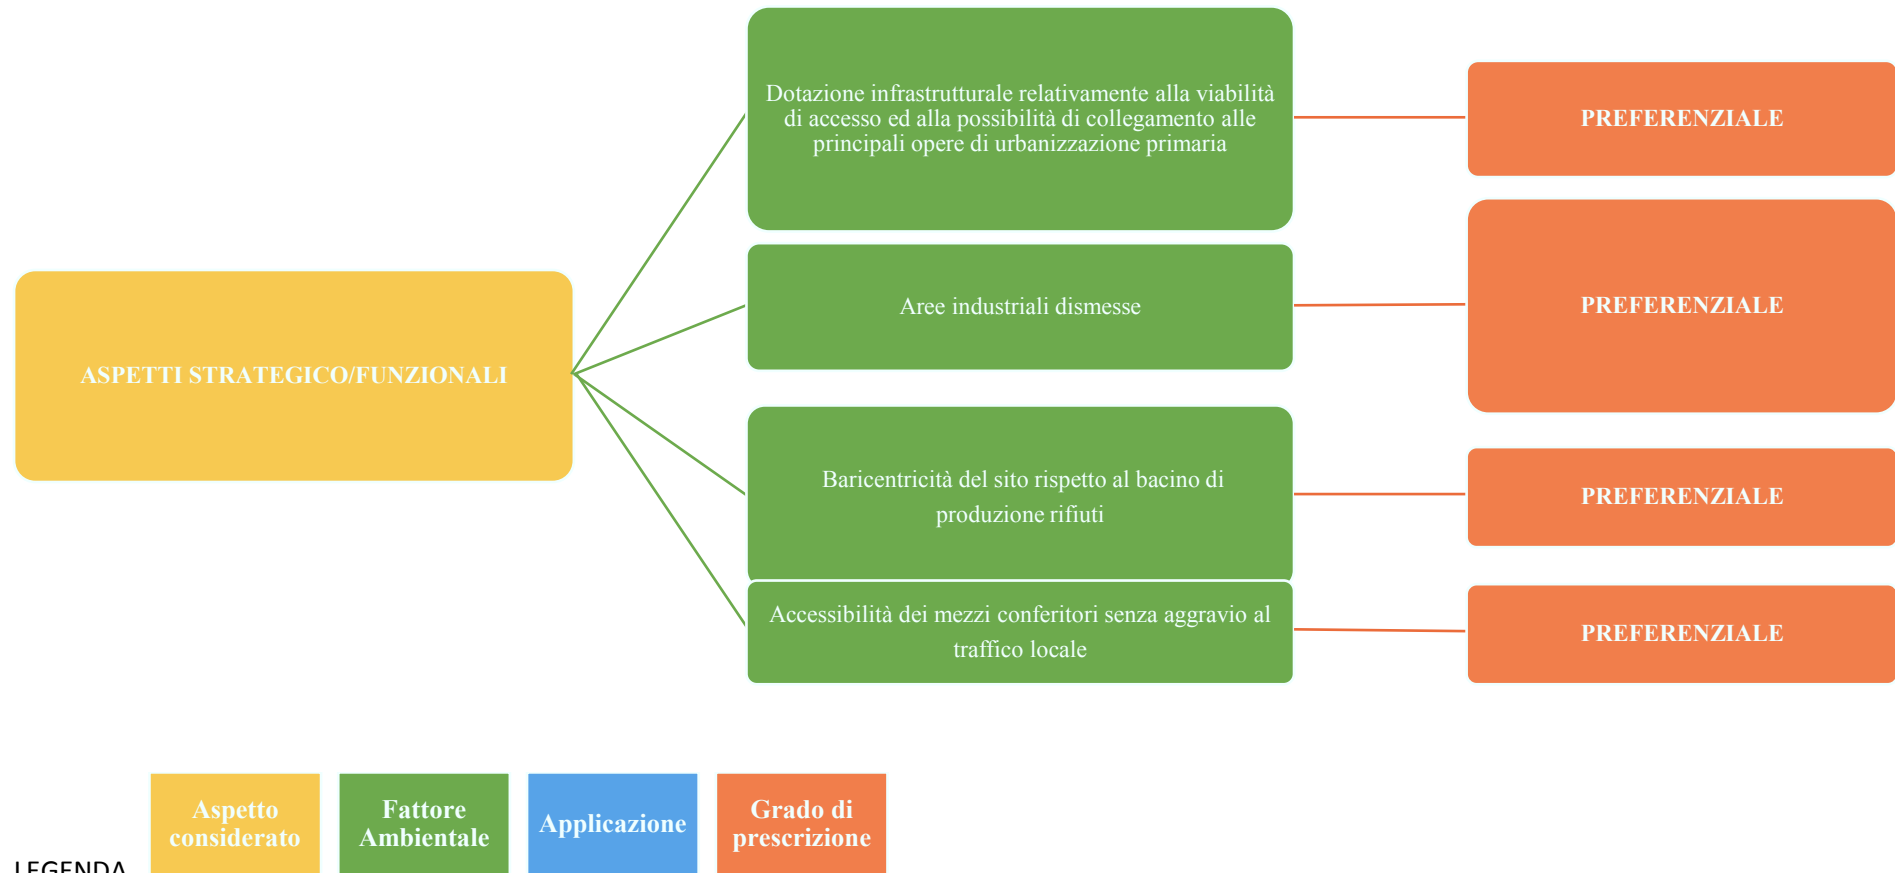 Dotazione infrastrutturale relativamente alla viabilità
di accesso ed alla possibilità di collegamento alle
principali opere di urbanizzazione primaria
PREFERENZIALE
Aree industriali dismesse
PREFERENZIALE
ASPETTI STRATEGICO/FUNZIONALI
Baricentricità del sito rispetto al bacino di
produzione rifiuti
PREFERENZIALE
Accessibilità dei mezzi conferitori senza aggravio al
traffico locale
PREFERENZIALE
Aspetto
considerato
Fattore
Ambientale
Applicazione
Grado di
prescrizione
LEGENDA